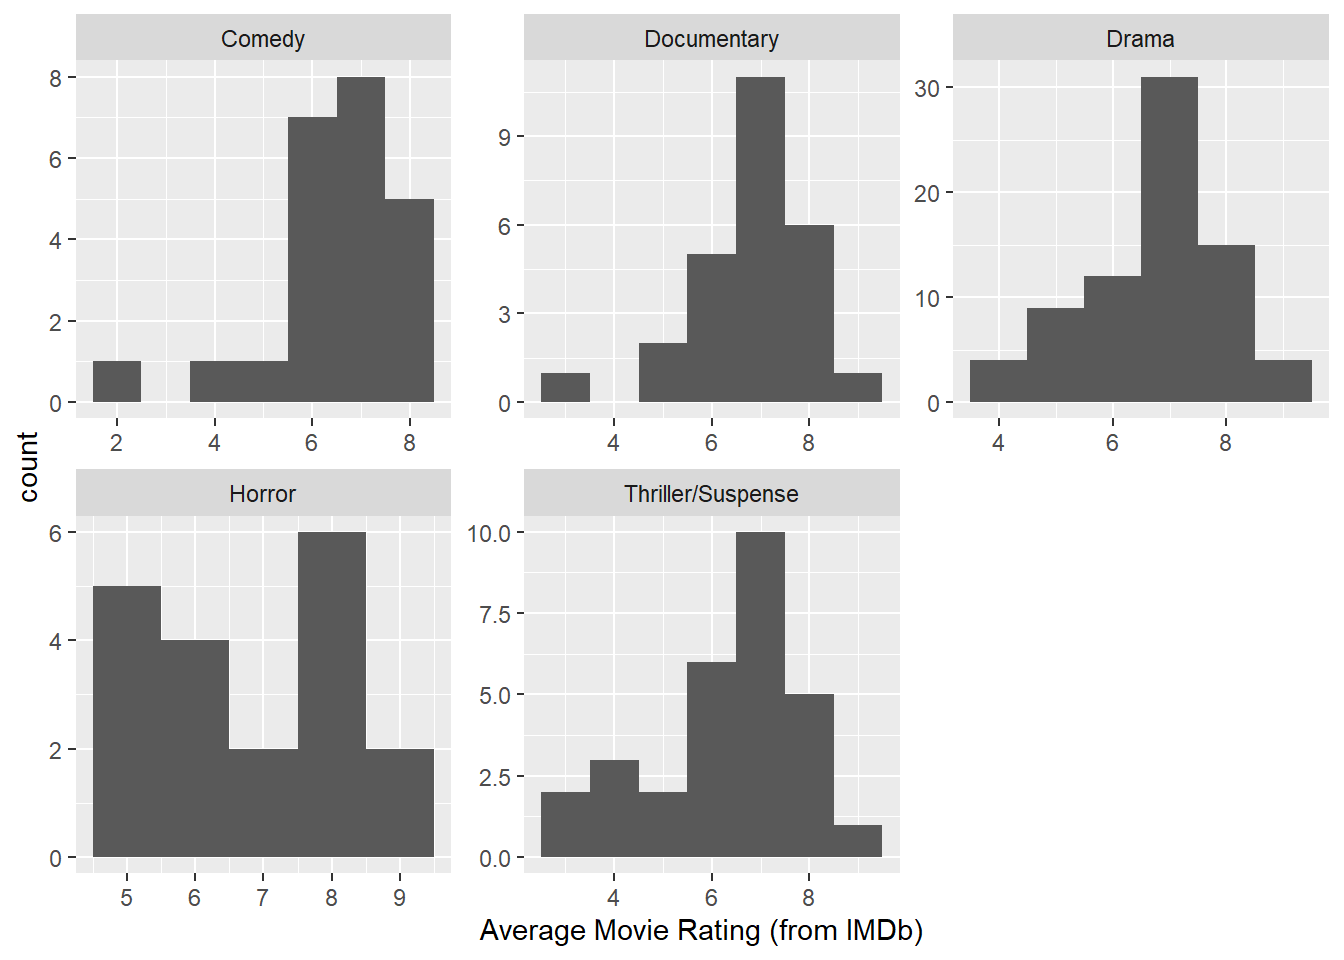 Comedy
Documentary
Drama
8
6
4
2
0
9
6
3
0
30
20
10
0
2 4 6 8
4 6 8
4 6 8
count
Horror
Thriller/Suspense
6
4
2
0
10.0
7.5
5.0
2.5
0.0
5 6 7 8 9
4 6 8
Average Movie Rating (from IMDb)